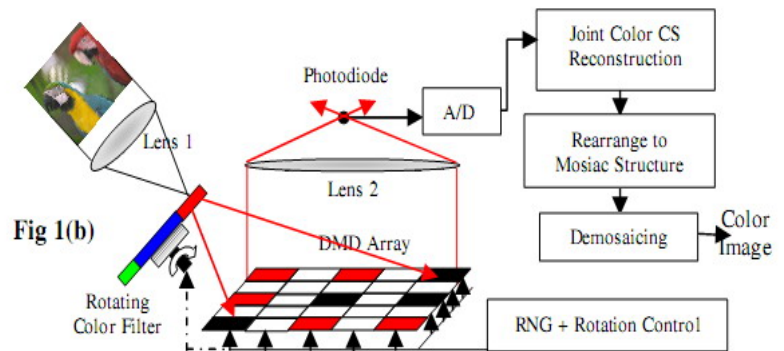 Joint Color CS
Reconstruction
Photodiode
A/D
Lens 1
Rearrange to
Mosiac Structure
Lens 2
Fig 1(b)
DMD Array
Demosaicing
Color
Image
Rotating
Color Filter
RNG + Rotation Control